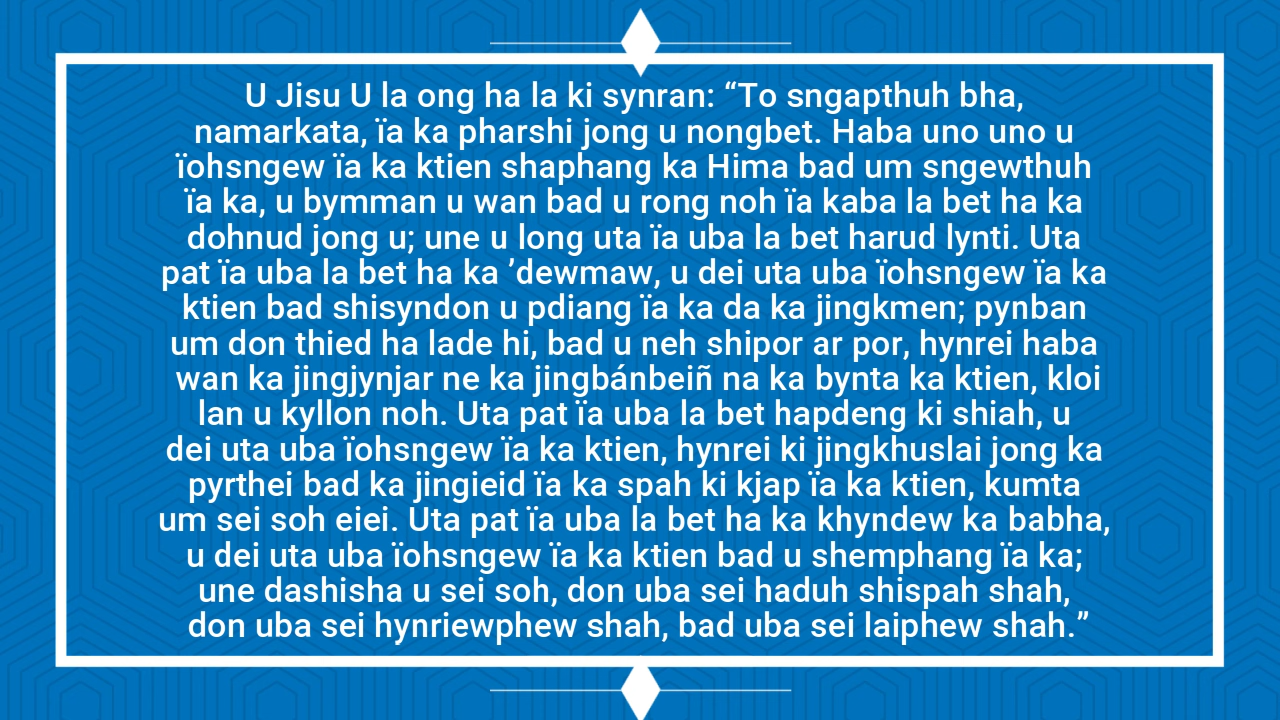 U Jisu U la ong ha la ki synran: “To sngapthuh bha,
namarkata, ïa ka pharshi jong u nongbet. Haba uno uno u
ïohsngew ïa ka ktien shaphang ka Hima bad um sngewthuh
ïa ka, u bymman u wan bad u rong noh ïa kaba la bet ha ka
dohnud jong u; une u long uta ïa uba la bet harud lynti. Uta
pat ïa uba la bet ha ka ’dewmaw, u dei uta uba ïohsngew ïa ka
ktien bad shisyndon u pdiang ïa ka da ka jingkmen; pynban
um don thied ha lade hi, bad u neh shipor ar por, hynrei haba
wan ka jingjynjar ne ka jingbánbeiñ na ka bynta ka ktien, kloi
lan u kyllon noh. Uta pat ïa uba la bet hapdeng ki shiah, u
dei uta uba ïohsngew ïa ka ktien, hynrei ki jingkhuslai jong ka
pyrthei bad ka jingieid ïa ka spah ki kjap ïa ka ktien, kumta
um sei soh eiei. Uta pat ïa uba la bet ha ka khyndew ka babha,
u dei uta uba ïohsngew ïa ka ktien bad u shemphang ïa ka;
une dashisha u sei soh, don uba sei haduh shispah shah,
don uba sei hynriewphew shah, bad uba sei laiphew shah.”